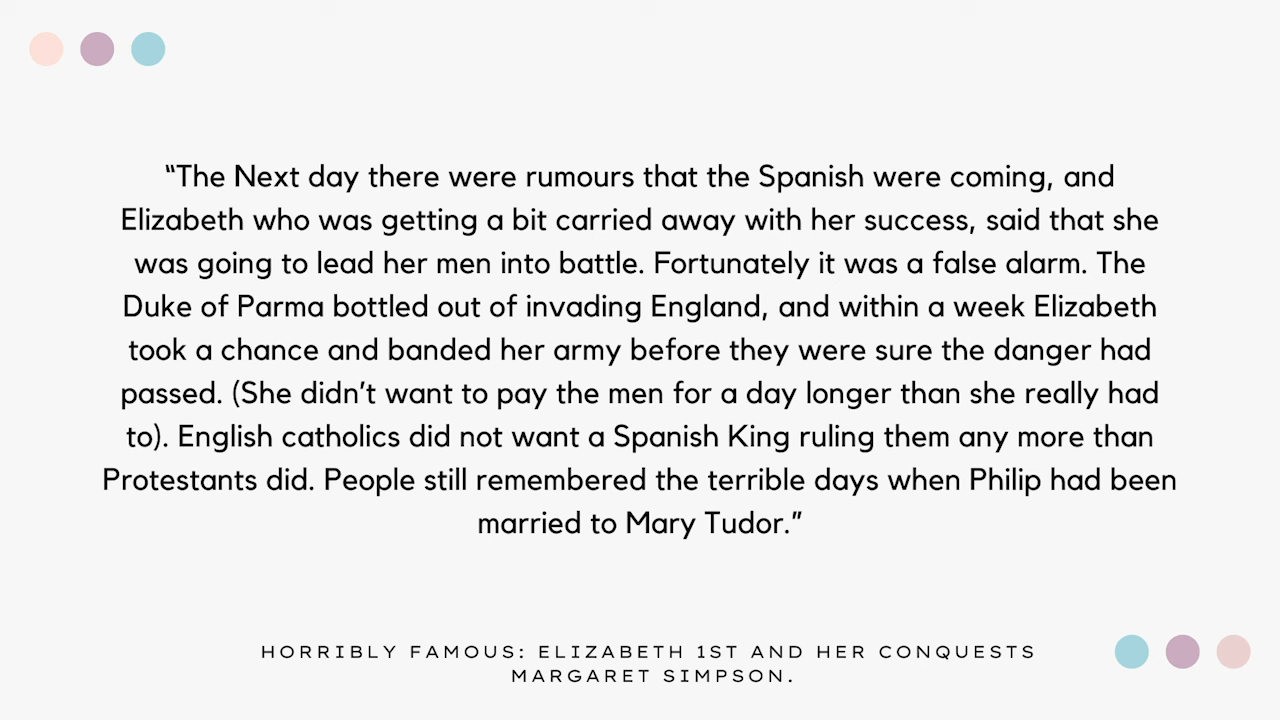 “The Next day there were rumours that the Spanish were coming, and
Elizabeth who was getting a bit carried away with her success, said that she
was going to lead her men into battle. Fortunately it was a false alarm. The
Duke of Parma bottled out of invading England, and within a week Elizabeth
took a chance and banded her army before they were sure the danger had
passed. (She didn’t want to pay the men for a day longer than she really had
to). English catholics did not want a Spanish King ruling them any more than
Protestants did. People still remembered the terrible days when Philip had been
married to Mary Tudor.”
HORRIBLY FAMOUS: ELIZABETH 1ST AND HER CONQUESTS
MARGARET SIMPSON.